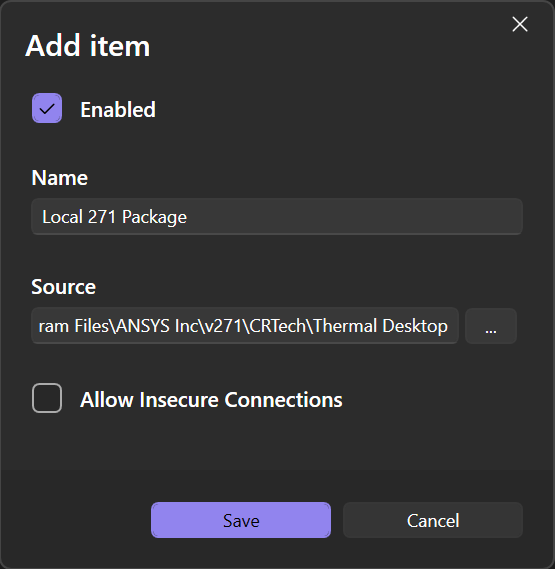 Add item
Enabled
Name
Local 271 Package
Source
ram Files\ANSYS Inc\v271\CRTech\Thermal Desktop
...
Allow Insecure Connections
Save
Cancel